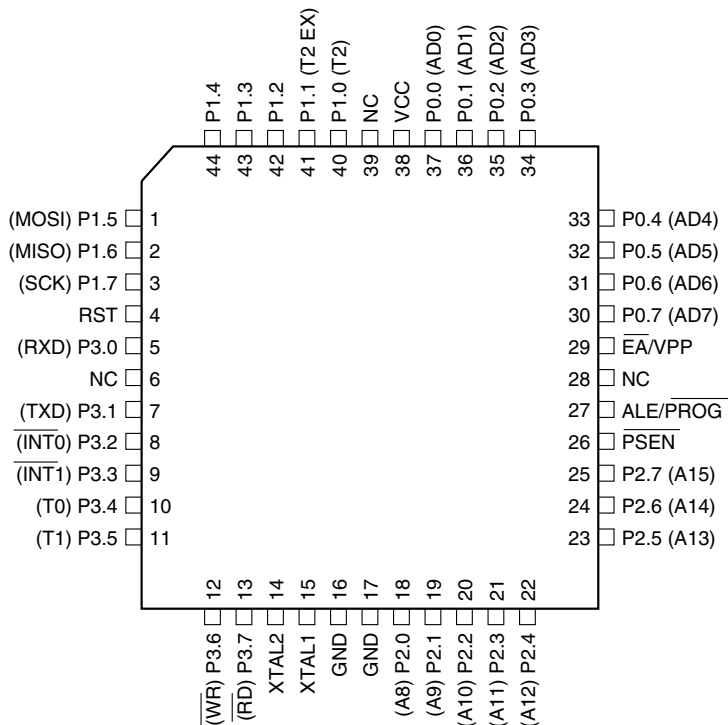 P1.4
P1.3
P1.2
P1.1 (T2 EX)
P1.0 (T2)
NC
VCC
P0.0 (AD0)
P0.1 (AD1)
P0.2 (AD2)
P0.3 (AD3)
44
43
42
41
40
39
38
37
36
35
34
(MOSI) P1.5 1
(MISO) P1.6 2
(SCK) P1.7 3
RST 4
(RXD) P3.0 5
NC 6
(TXD) P3.1 7
(INT0) P3.2 8
(INT1) P3.3 9
(T0) P3.4 10
(T1) P3.5 11
33 P0.4 (AD4)
32 P0.5 (AD5)
31 P0.6 (AD6)
30 P0.7 (AD7)
29 EA/VPP
28 NC
27 ALE/PROG
26 PSEN
25 P2.7 (A15)
24 P2.6 (A14)
23 P2.5 (A13)
12
13
14
15
16
17
18
19
20
21
22
(WR) P3.6
(RD) P3.7
XTAL2
XTAL1
GND
GND
(A8) P2.0
(A9) P2.1
(A10) P2.2
(A11) P2.3
(A12) P2.4